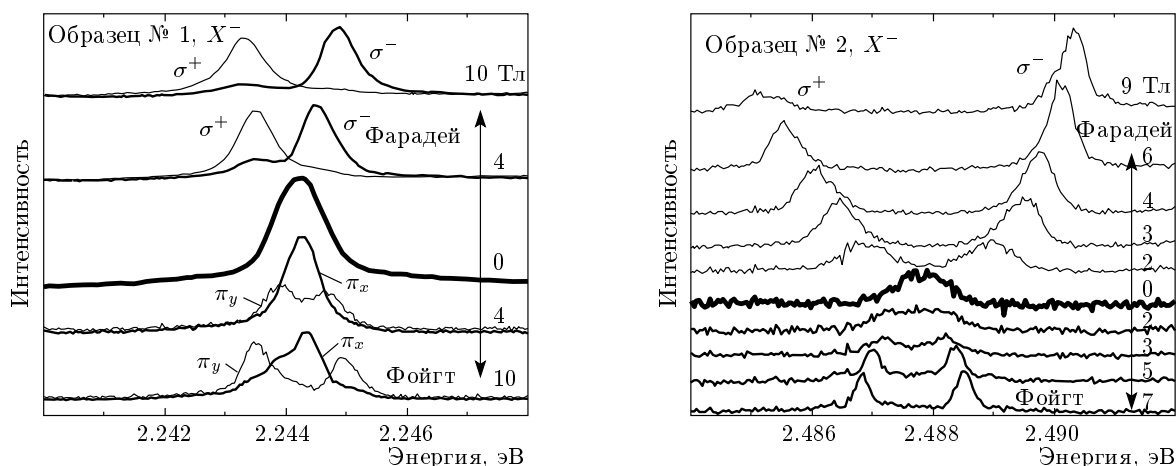 Образец № 1, X⁻
σ⁺
σ⁻
10 Тл
σ⁺
σ⁻
Фарадей
4
0
π_y
π_x
4
π_y
π_x
Фойгт
10
Интенсивность
2.242
2.244
2.246
Энергия, эВ
Образец № 2, X⁻
σ⁺
σ⁻
9 Тл
Фарадей
6
4
3
2
0
2
3
5
Фойгт
7
Интенсивность
2.486
2.488
2.490
Энергия, эВ